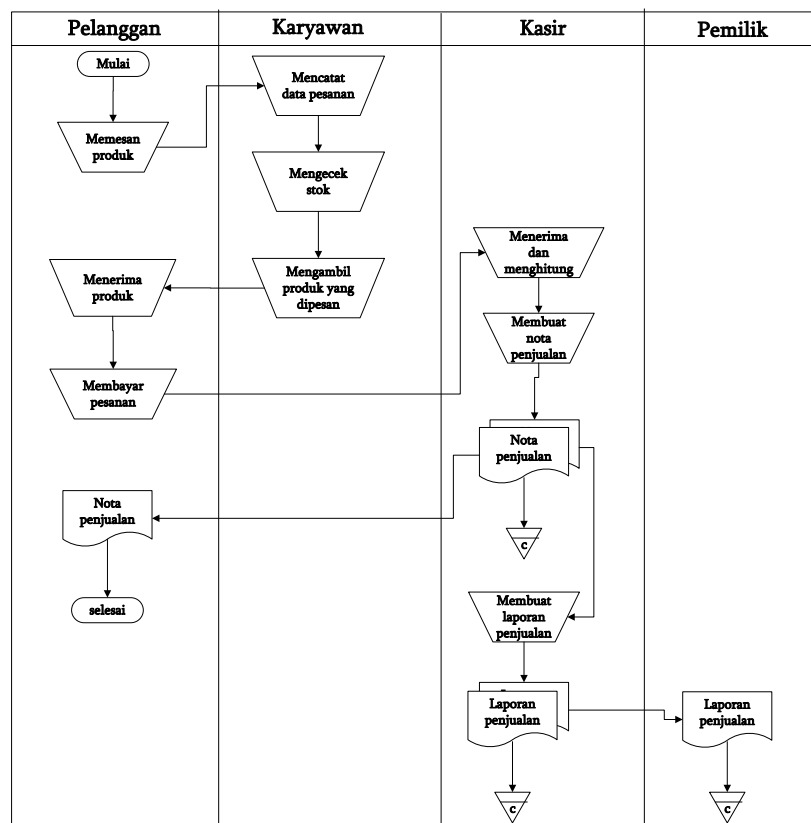 Pelanggan
Karyawan
Kasir
Pemilik
Mulai
Memesan
produk
Mencatat
data pesanan
Mengecek
stok
Mengambil
produk yang
dipesan
Menerima
produk
Membayar
pesanan
Menerima
dan
menghitung
Membuat
nota
penjualan
Nota
penjualan
C
Nota
penjualan
selesai
Membuat
laporan
penjualan
Laporan
penjualan
C
Laporan
penjualan
C